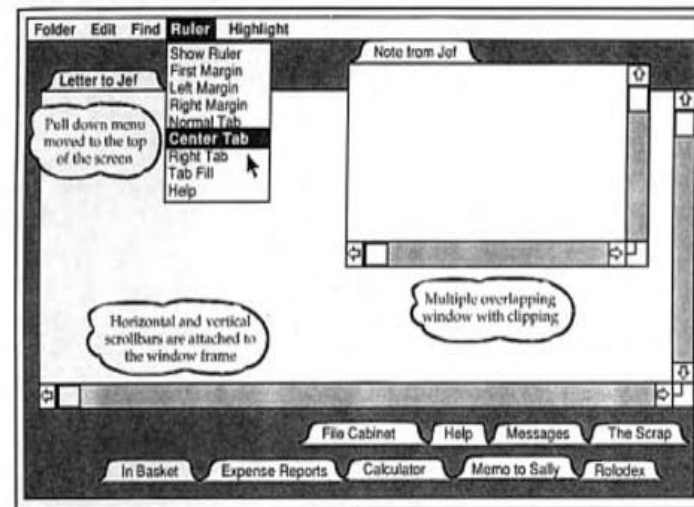 Folder Edit Find Ruler Highlight
Show Ruler
First Margin
Left Margin
Right Margin
Normal Tab
Center Tab
Right Tab
Tab Fill
Help
Note from Jef
Letter to Jef
Pull down menu
moved to the top
of the screen
Horizontal and vertical
scrollbars are attached to
the window frame
Multiple overlapping
window with clipping
File Cabinet Help Messages The Scrap
In Basket Expense Reports Calculator Memo to Sally Rolodex